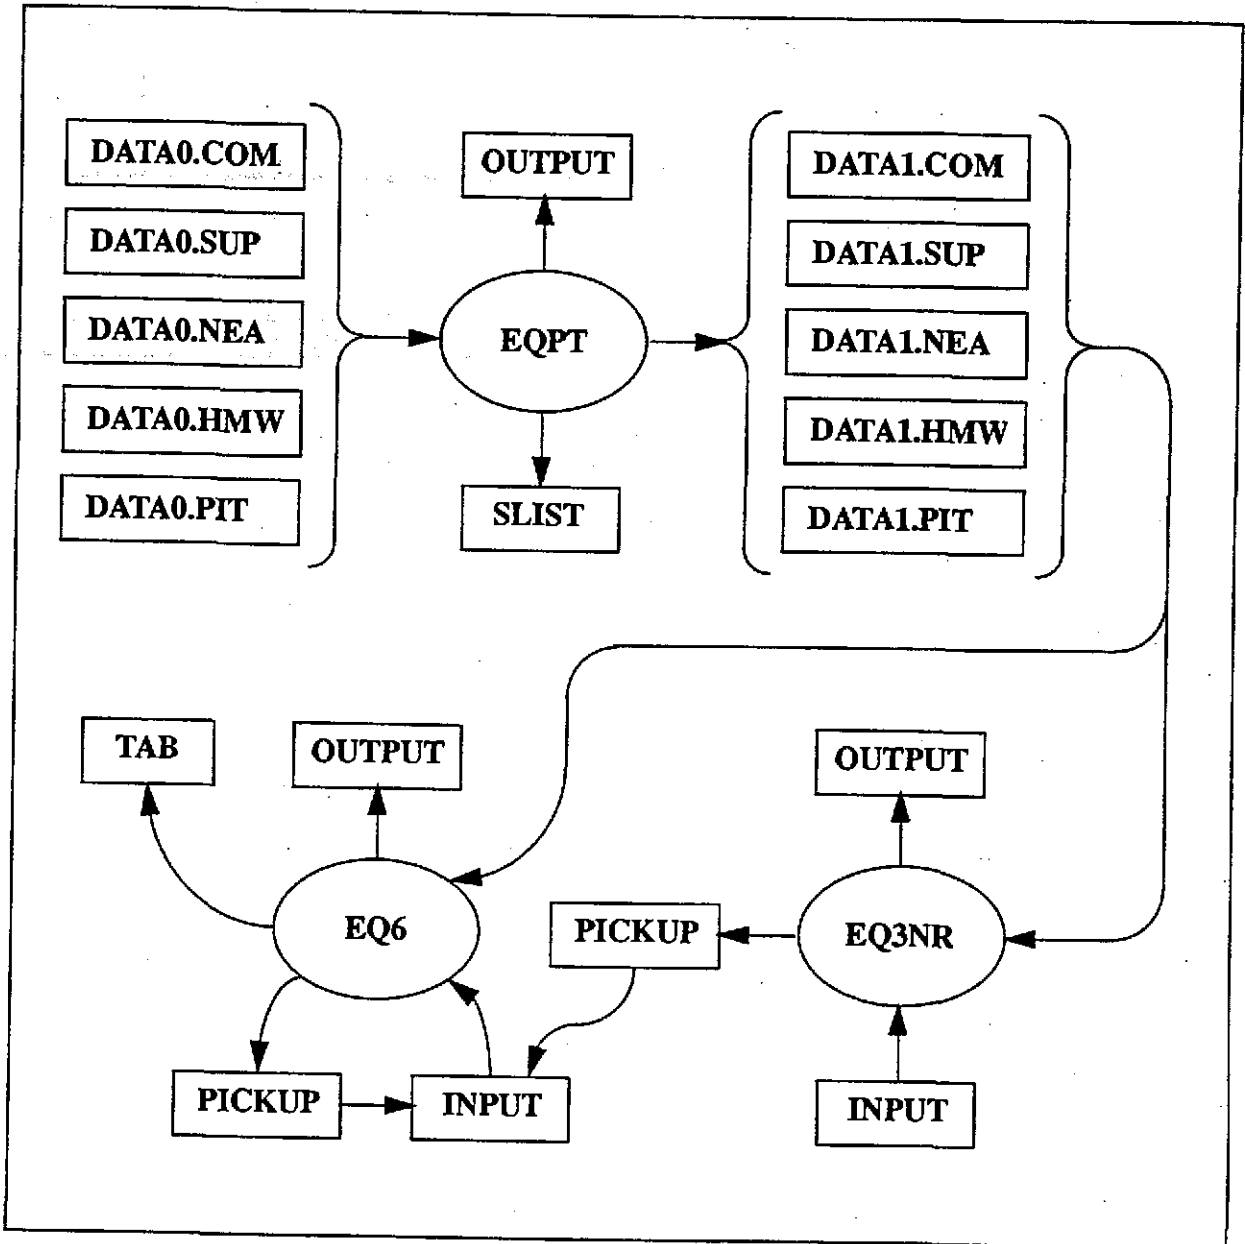 DATA0.COM
DATA0.SUP
DATA0.NEA
DATA0.HMW
DATA0.PIT
OUTPUT
EQPT
SLIST
DATA1.COM
DATA1.SUP
DATA1.NEA
DATA1.HMW
DATA1.PIT
TAB
OUTPUT
EQ6
PICKUP
INPUT
PICKUP
OUTPUT
EQ3NR
INPUT